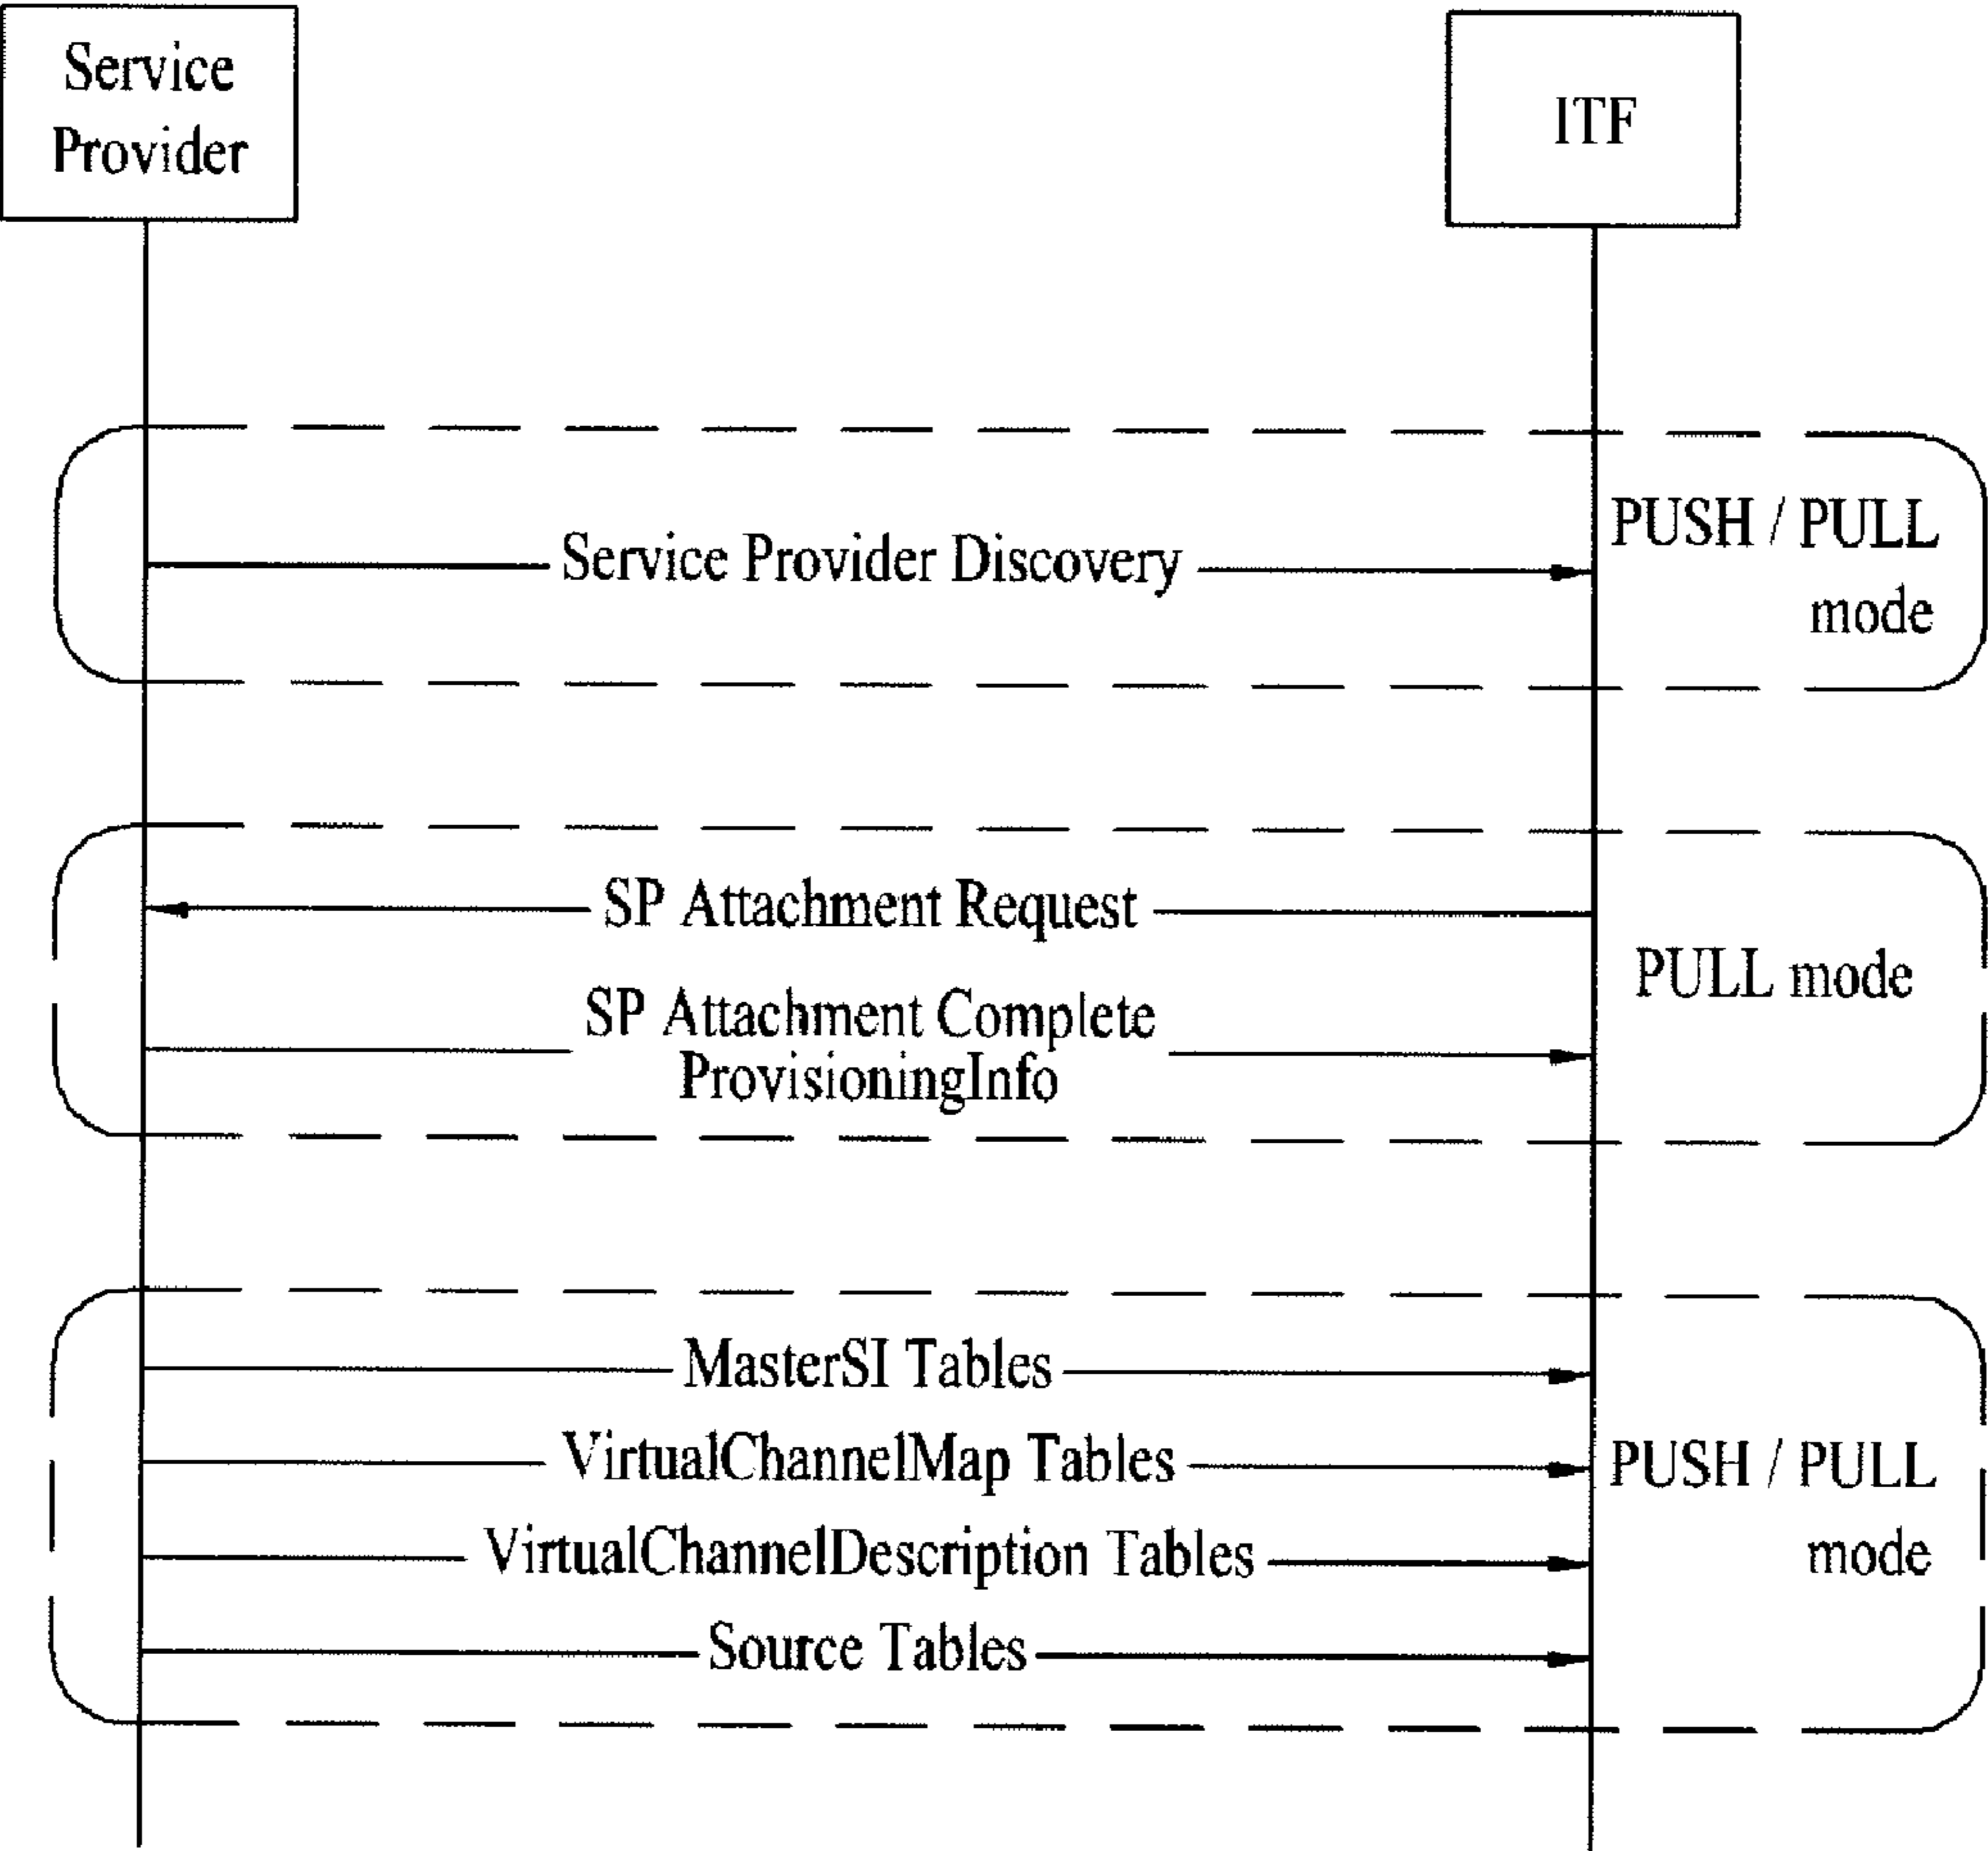 Service
Provider
ITF
Service Provider Discovery
PUSH / PULL
mode
SP Attachment Request
PULL mode
SP Attachment Complete
ProvisioningInfo
MasterSI Tables
VirtualChannelMap Tables
PUSH / PULL
mode
VirtualChannelDescription Tables
Source Tables